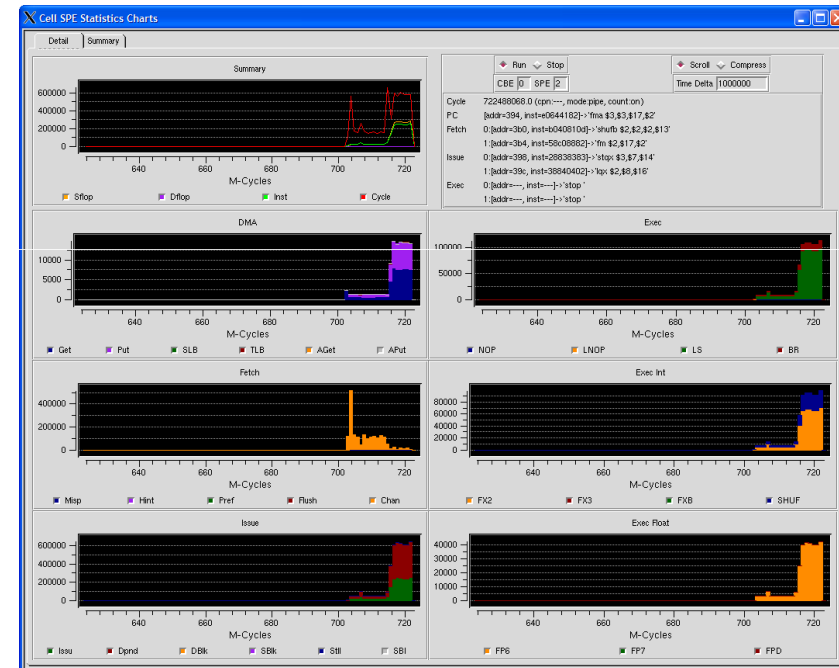 Cell SPE Statistics Charts
Detail Summary
Summary
600000
400000
200000
0
640 660 680 700 720
M-Cycles
Sflop Dflop Inst Cycle
Run Stop
Scroll Compress
CBE 0 SPE 2
Time Delta 1000000
Cycle 722488068.0 (cpn:---, mode:pipe, count:on)
PC [addr=394, inst=e0644182]->'fma $3,$3,$17,$2'
Fetch 0:[addr=3b0, inst=b040810d]->'shufb $2,$2,$2,$13'
1:[addr=3b4, inst=58c08882]->'fm $2,$17,$2'
Issue 0:[addr=398, inst=28838383]->'stqx $3,$7,$14'
1:[addr=39c, inst=38840402]->'lqx $2,$8,$16'
Exec 0:[addr=---, inst=---]->'stop '
1:[addr=---, inst=---]->'stop '
DMA
10000
5000
0
640 660 680 700 720
M-Cycles
Get Put SLB TLB AGet APut
Exec
100000
50000
0
640 660 680 700 720
M-Cycles
NOP LNOP LS BR
Fetch
400000
200000
0
640 660 680 700 720
M-Cycles
Misp Hint Pref Flush Chan
Exec Int
80000
60000
40000
20000
0
640 660 680 700 720
M-Cycles
FX2 FX3 FXB SHUF
Issue
600000
400000
200000
0
640 660 680 700 720
M-Cycles
Issu Dpnd DBlk SBlk Stll SBI
Exec Float
40000
30000
20000
10000
0
640 660 680 700 720
M-Cycles
FP6 FP7 FPD